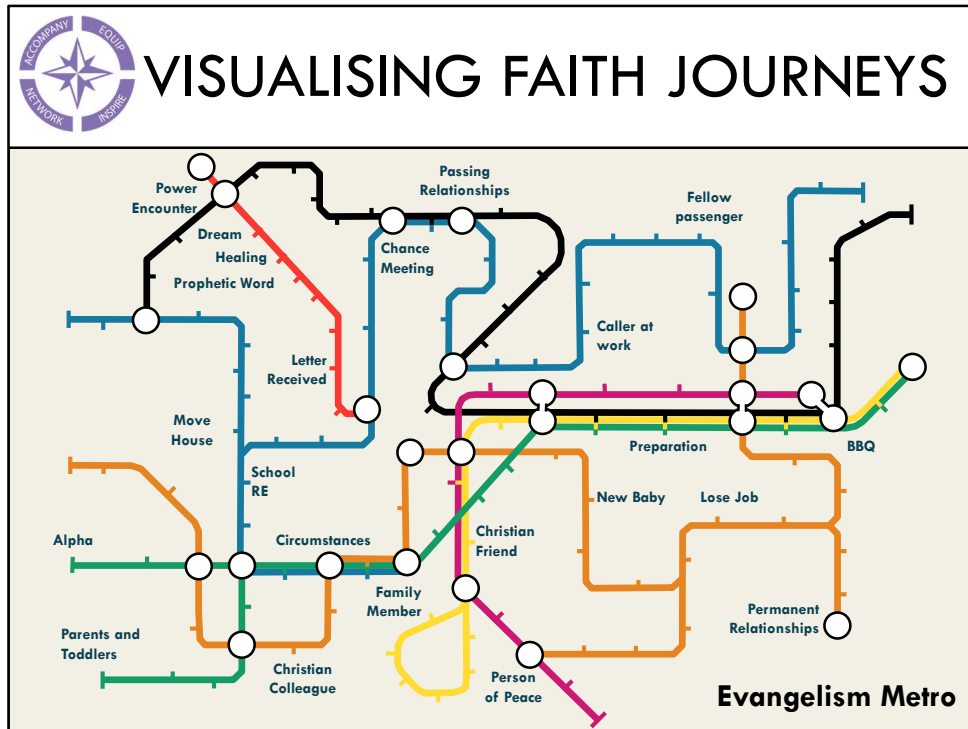 ACCOMPANY
EQUIP
NETWORK
INSPIRE
VISUALISING FAITH JOURNEYS
Power
Encounter
Passing
Relationships
Fellow
passenger
Dream
Healing
Prophetic Word
Chance
Meeting
Letter
Received
Caller at
work
Move
House
School
RE
Preparation
BBQ
New Baby
Lose Job
Alpha
Circumstances
Christian
Friend
Family
Member
Parents and
Toddlers
Christian
Colleague
Person
of Peace
Permanent
Relationships
Evangelism Metro